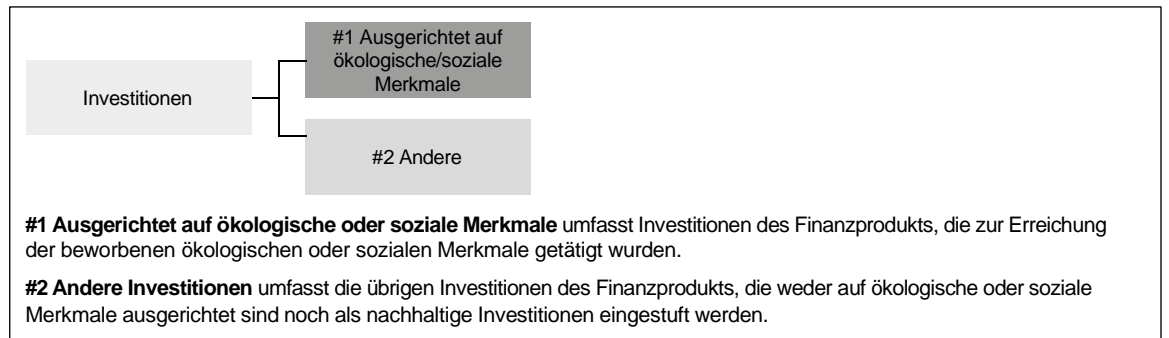 #1 Ausgerichtet auf
ökologische/soziale
Merkmale
Investitionen
#2 Andere
#1 Ausgerichtet auf ökologische oder soziale Merkmale umfasst Investitionen des Finanzprodukts, die zur Erreichung
der beworbenen ökologischen oder sozialen Merkmale getätigt wurden.
#2 Andere Investitionen umfasst die übrigen Investitionen des Finanzprodukts, die weder auf ökologische oder soziale
Merkmale ausgerichtet sind noch als nachhaltige Investitionen eingestuft werden.